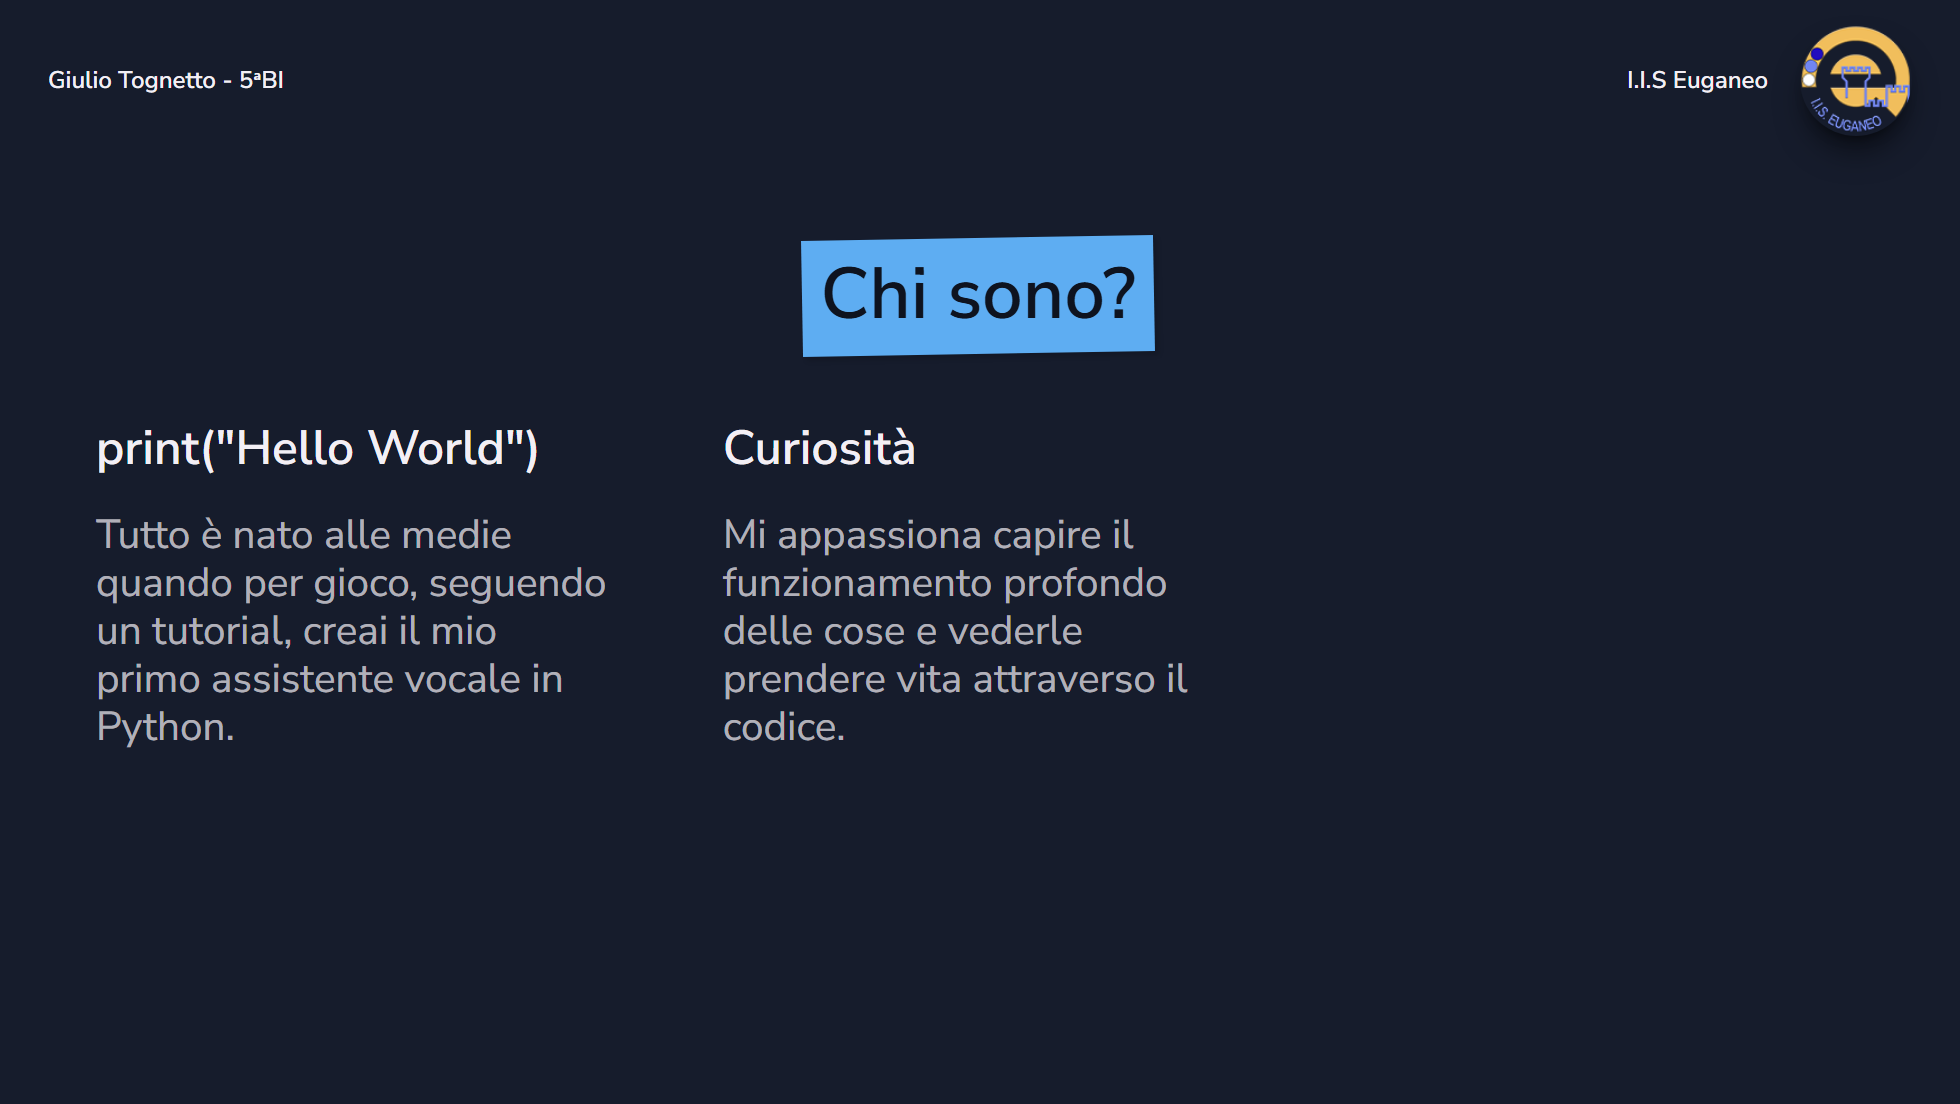 Giulio Tognetto - 5ªBI
I.I.S Euganeo
I.I.S. EUGANEO
Chi sono?
print("Hello World")
Tutto è nato alle medie
quando per gioco, seguendo
un tutorial, creai il mio
primo assistente vocale in
Python.
Curiosità
Mi appassiona capire il
funzionamento profondo
delle cose e vederle
prendere vita attraverso il
codice.